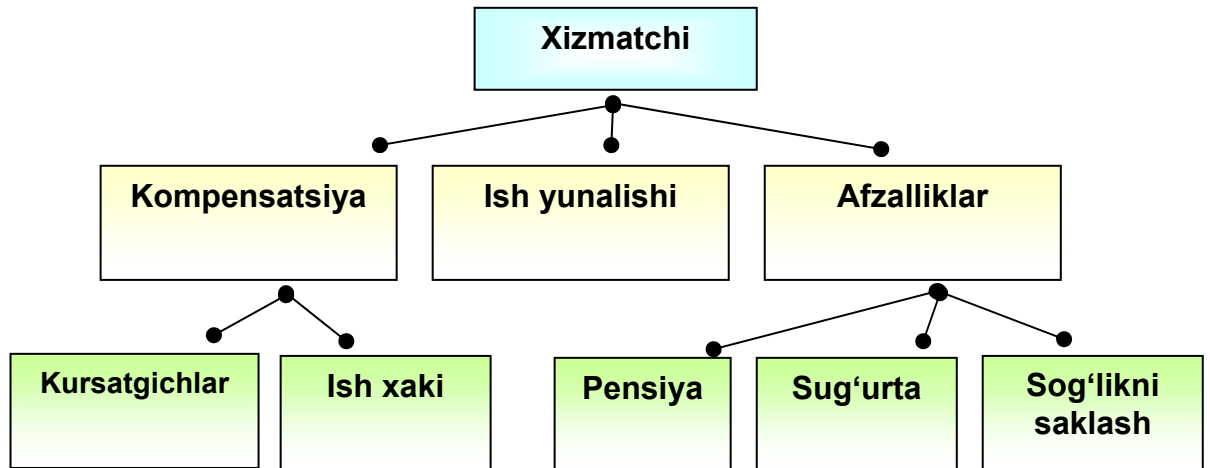 Xizmatchi
Kompensatsiya
Ish yunalishi
Afzalliklar
Kursatgichlar
Ish xaki
Pensiya
Sug‘urta
Sog‘likni
saklash